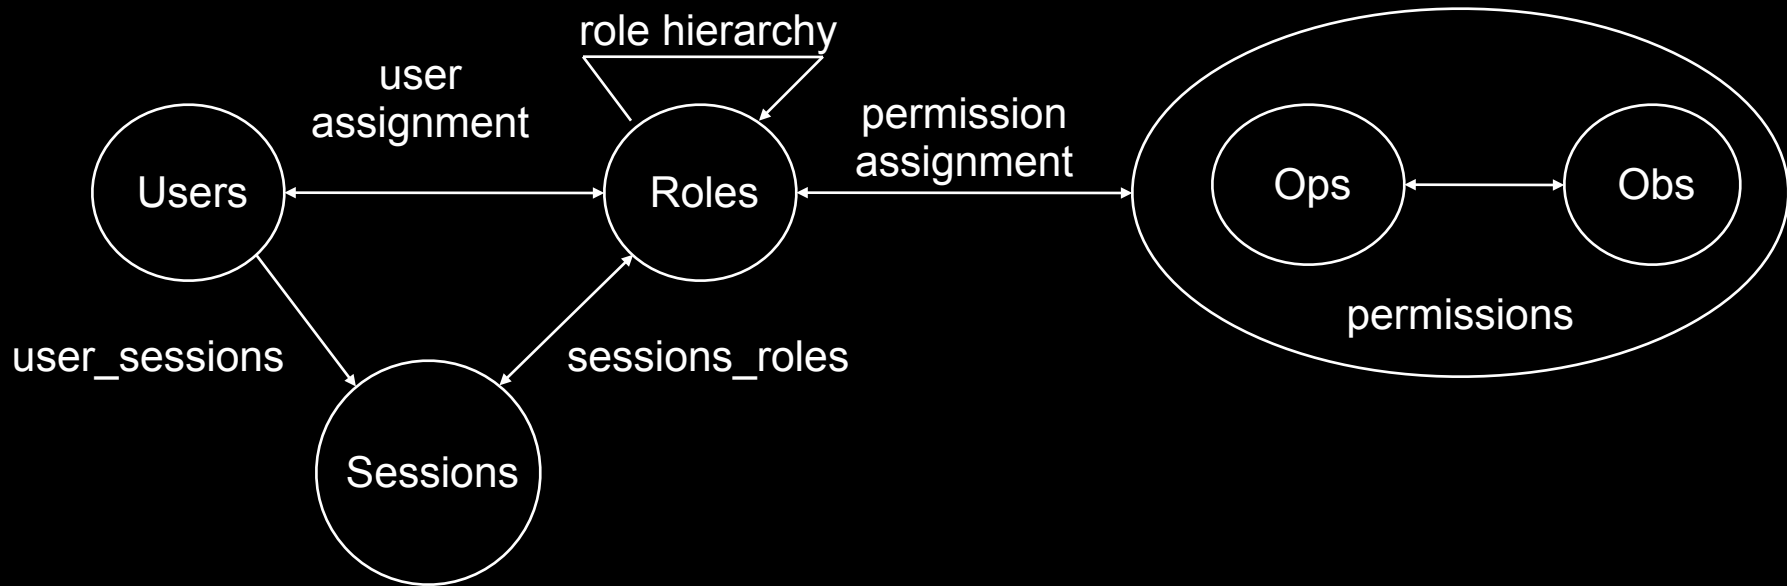 role hierarchy
user
assignment
permission
assignment
Users
Roles
Ops
Obs
permissions
user_sessions
sessions_roles
Sessions